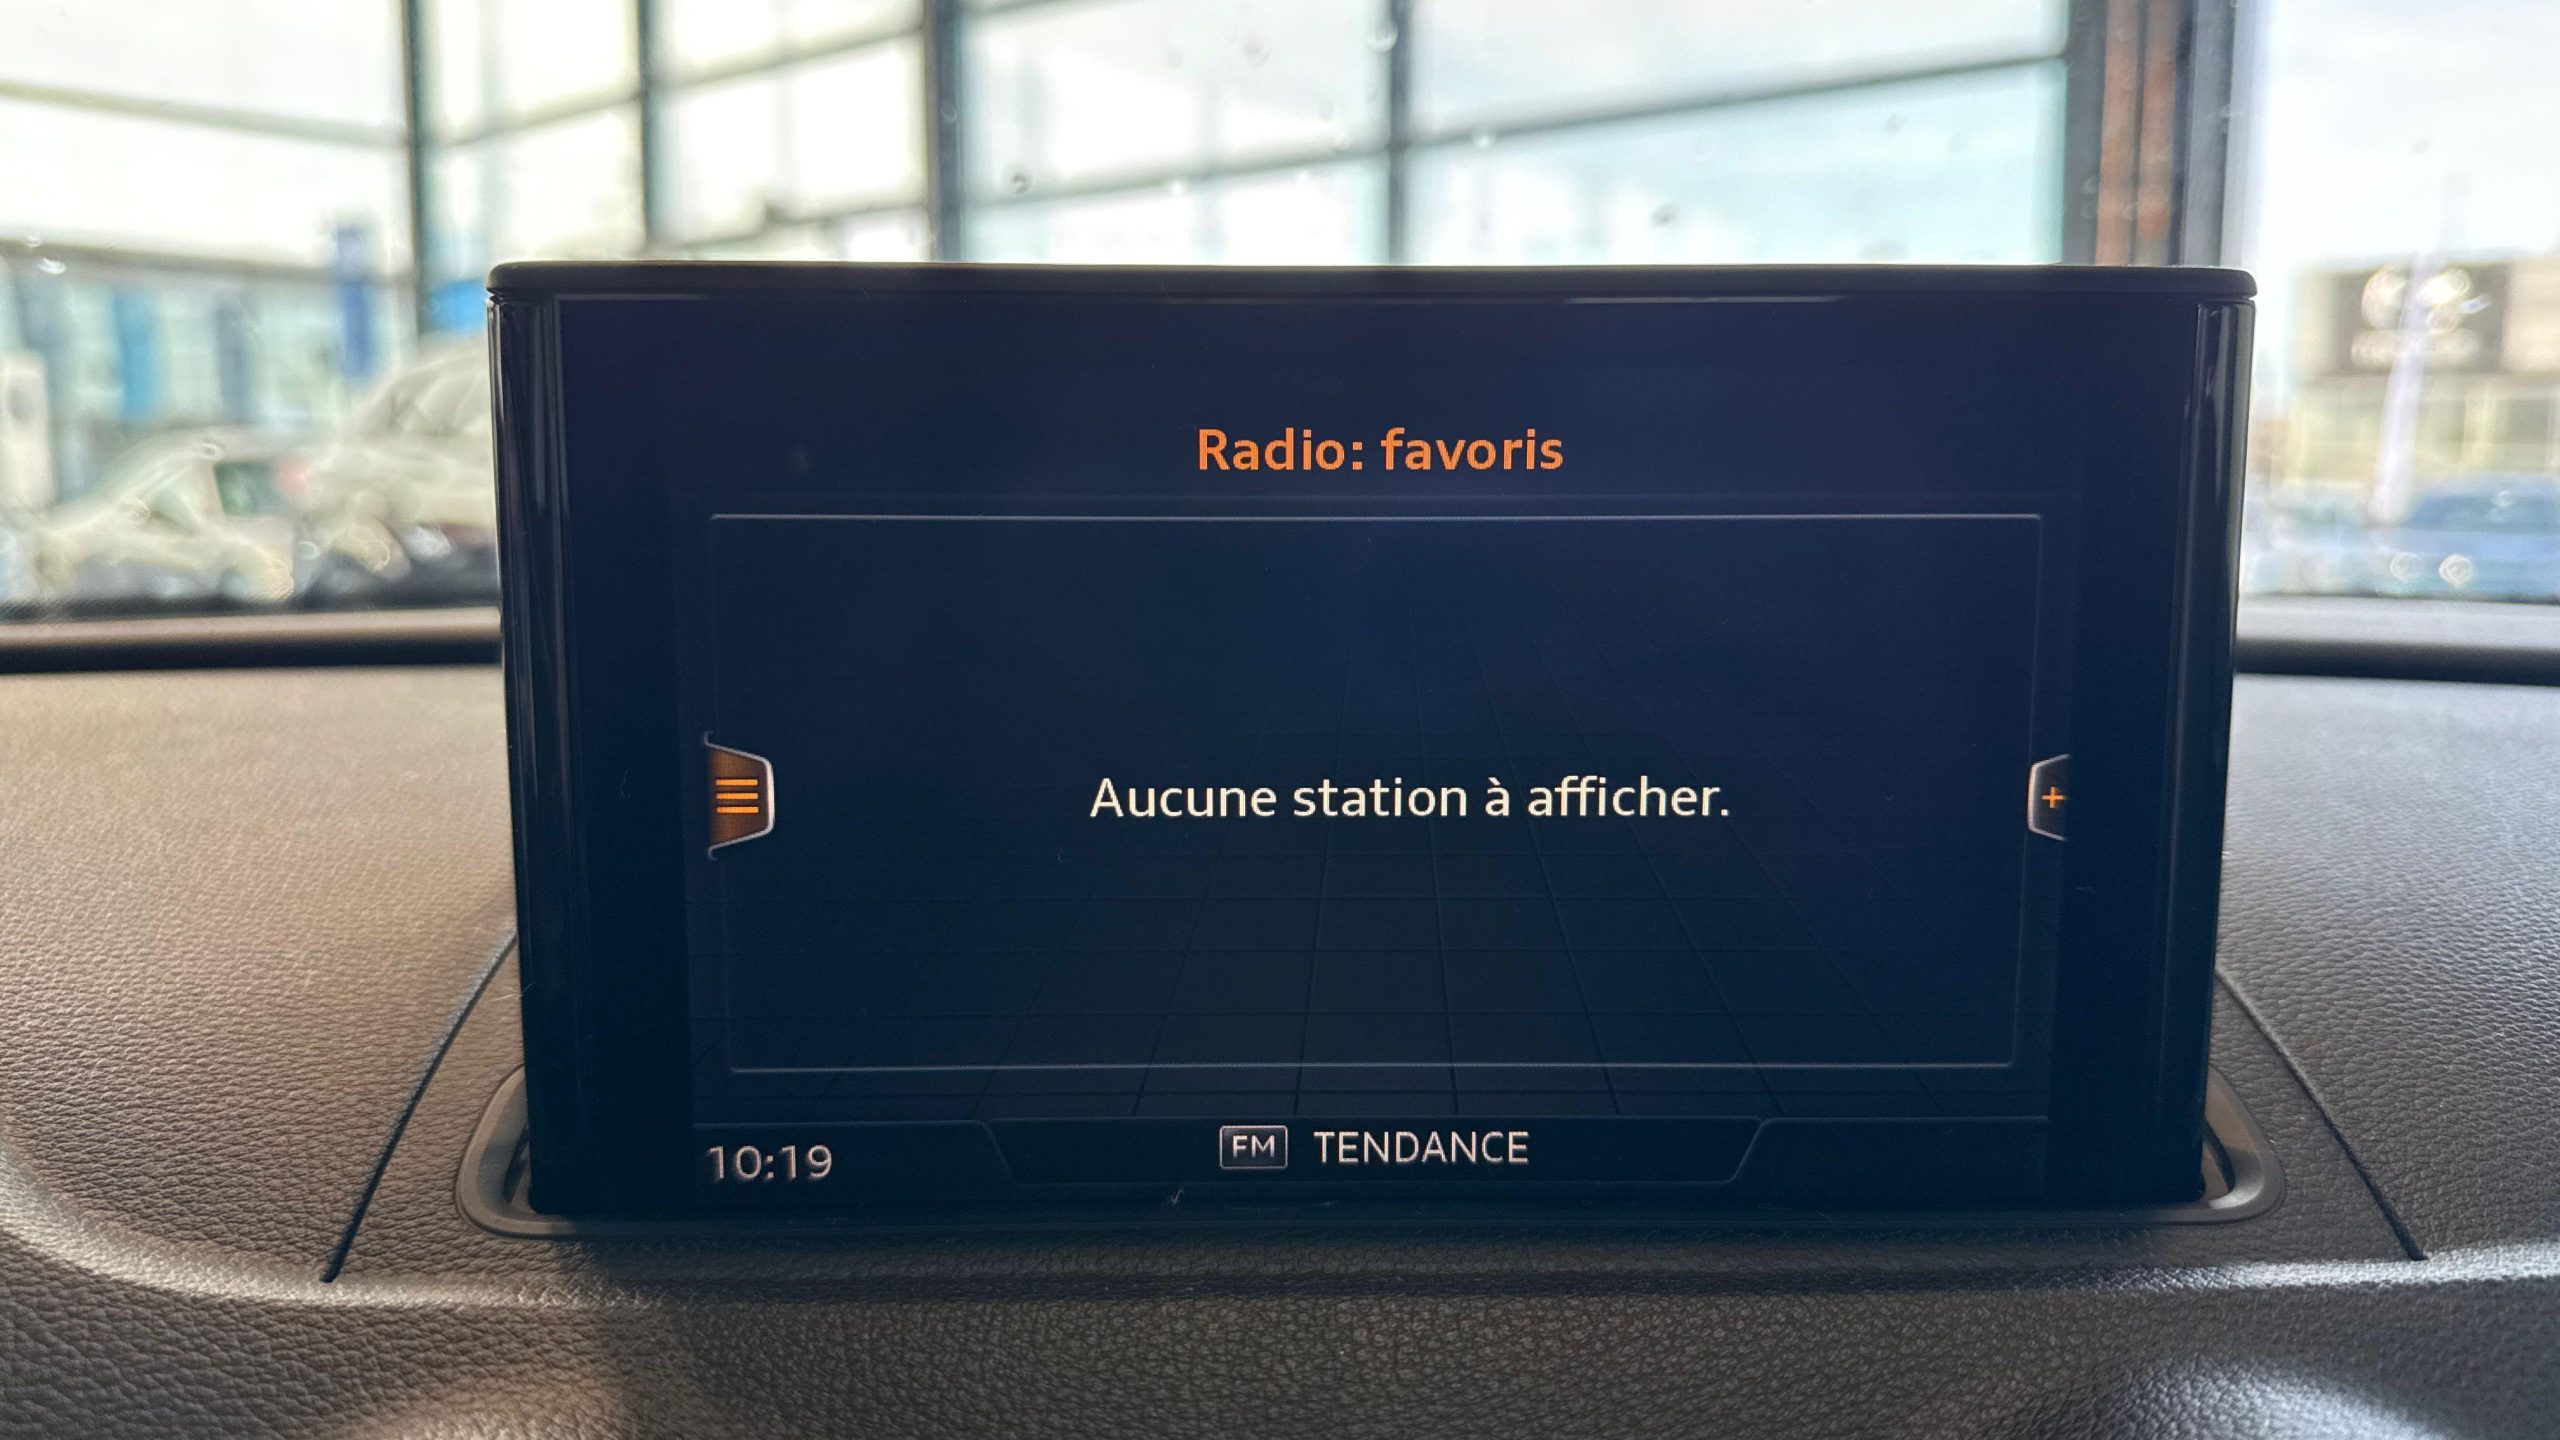 Radio: favoris
Aucune station à afficher.
10:19
FM TENDANCE